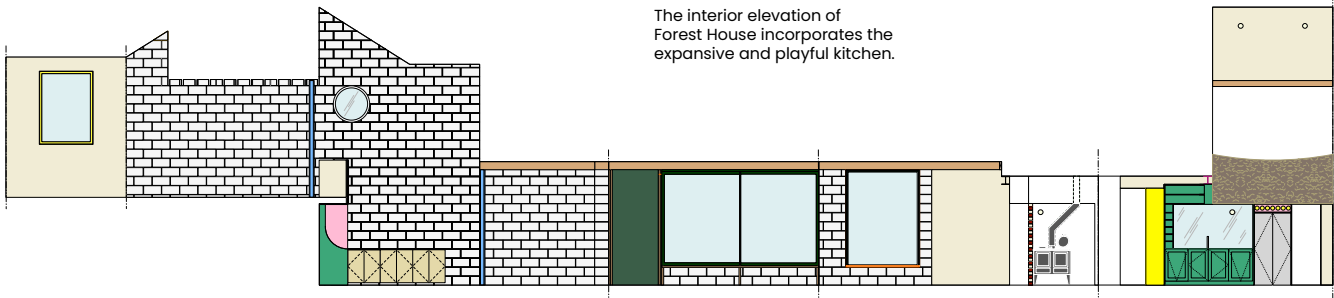 The interior elevation of
Forest House incorporates the
expansive and playful kitchen.